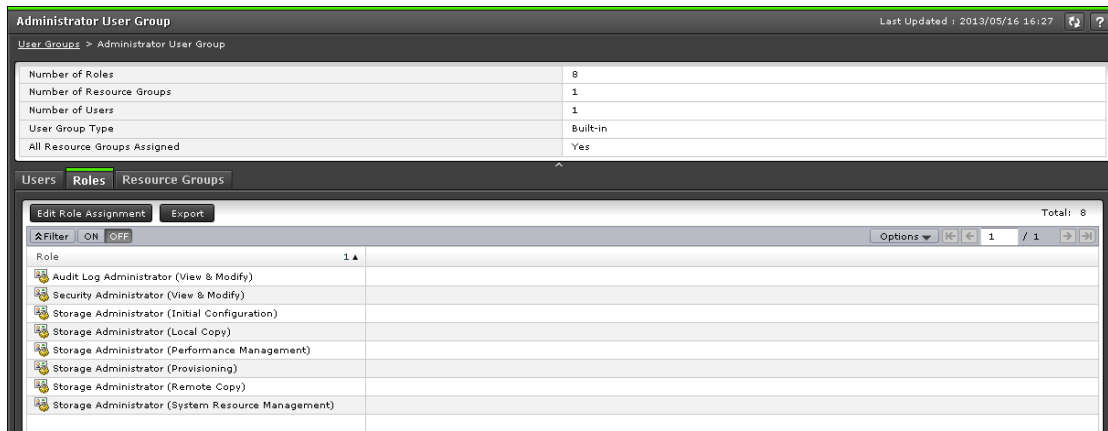 Administrator User Group Last Updated : 2013/05/16 16:27 ?
User Groups > Administrator User Group
Number of Roles 8
Number of Resource Groups 1
Number of Users 1
User Group Type Built-in
All Resource Groups Assigned Yes
Users Roles Resource Groups
Edit Role Assignment Export Total: 8
Filter ON OFF Options 1 / 1
Role 1
Audit Log Administrator (View & Modify)
Security Administrator (View & Modify)
Storage Administrator (Initial Configuration)
Storage Administrator (Local Copy)
Storage Administrator (Performance Management)
Storage Administrator (Provisioning)
Storage Administrator (Remote Copy)
Storage Administrator (System Resource Management)